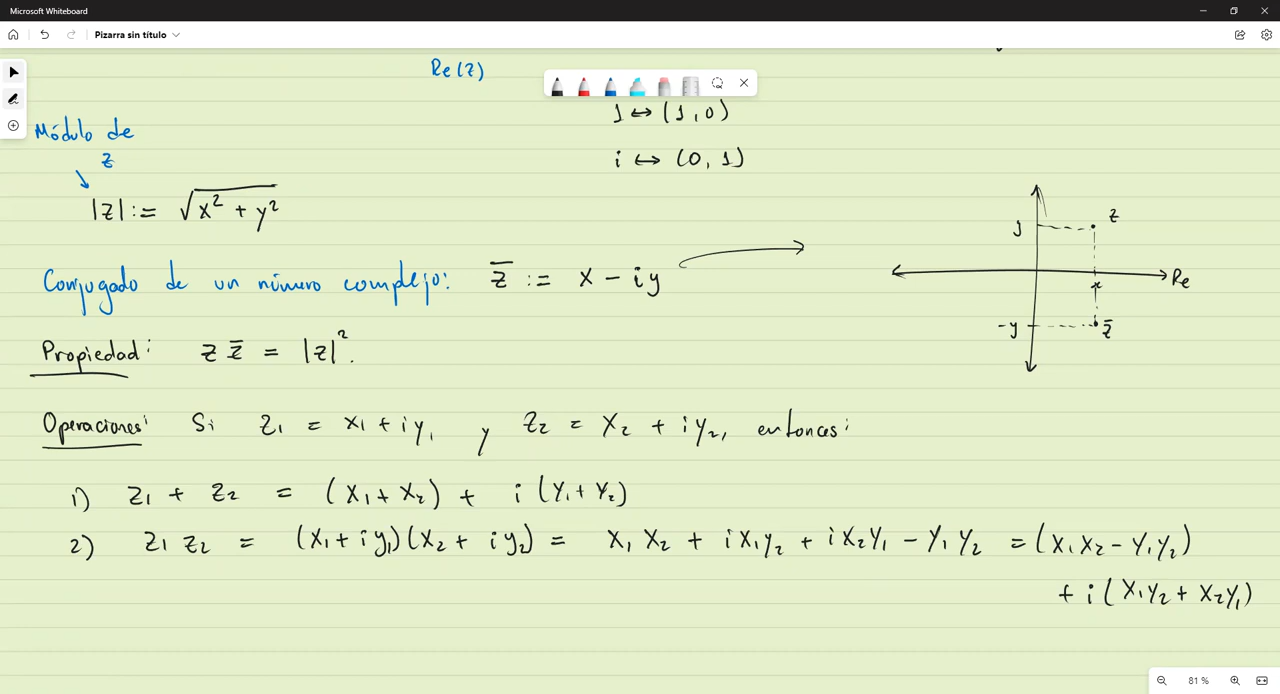 Microsoft Whiteboard
Pizarra sin título
Re(z)
1 ↔ (1,0)
i ↔ (0,1)
Módulo de
z
|z| := √(x² + y²)
Conjugado de un número complejo: z̅ := x - iy
y
z
Re
x
-y
z̅
Propiedad: z z̅ = |z|².
Operaciones: Si z₁ = x₁ + iy₁ y z₂ = x₂ + iy₂, entonces:
1) z₁ + z₂ = (x₁ + x₂) + i(y₁ + y₂)
2) z₁ z₂ = (x₁ + iy₁)(x₂ + iy₂) = x₁x₂ + ix₁y₂ + ix₂y₁ - y₁y₂ = (x₁x₂ - y₁y₂)
+ i(x₁y₂ + x₂y₁)
81 %